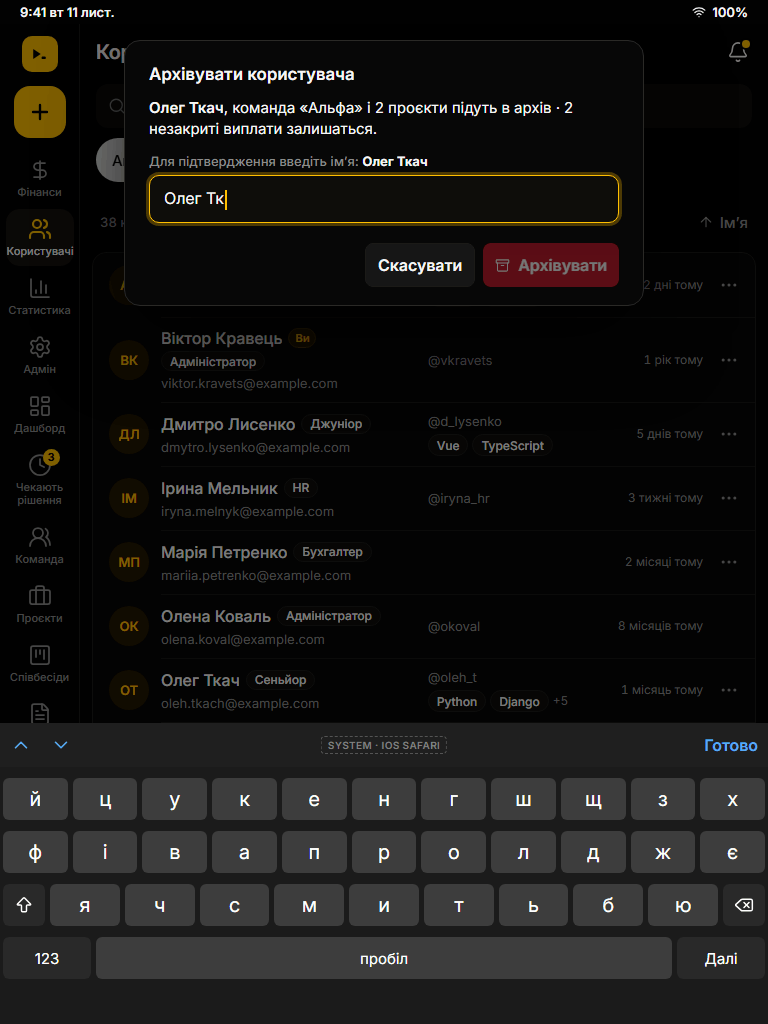 9:41 вт 11 лист.
100%
Кор
Архівувати користувача
Олег Ткач, команда «Альфа» і 2 проєкти підуть в архів · 2
незакриті виплати залишаться.
Для підтвердження введіть ім’я: Олег Ткач
Олег Тк
Скасувати
Архівувати
Фінанси
Користувачі
Статистика
Адмін
Дашборд
3
Чекають
рішення
Команда
Проєкти
Співбесіди
38
Ім’я
2 дні тому
ВК
Віктор Кравець
Ви
Адміністратор
viktor.kravets@example.com
@vkravets
1 рік тому
ДЛ
Дмитро Лисенко
Джуніор
dmytro.lysenko@example.com
@d_lysenko
Vue
TypeScript
5 днів тому
ІМ
Ірина Мельник
HR
iryna.melnyk@example.com
@iryna_hr
3 тижні тому
МП
Марія Петренко
Бухгалтер
mariia.petrenko@example.com
2 місяці тому
ОК
Олена Коваль
Адміністратор
olena.koval@example.com
@okoval
8 місяців тому
ОТ
Олег Ткач
Сеньйор
oleh.tkach@example.com
@oleh_t
Python
Django
+5
1 місяць тому
SYSTEM · IOS SAFARI
Готово
й ц у к е н г ш щ з х
ф і в а п р о л д ж є
я ч с м и т ь б ю
123
пробіл
Далі